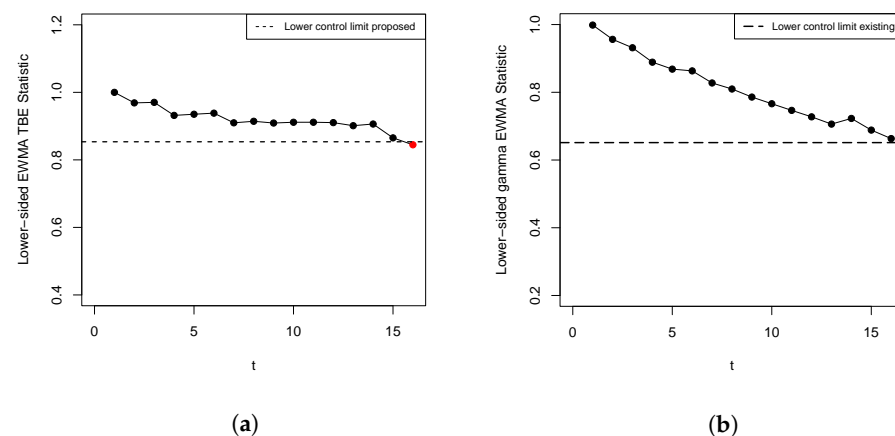 Lower control limit proposed
Lower−sided EWMA TBE Statistic
1.2
1.0
0.8
0.6
0.4
0 5 10 15
t
(a)
Lower control limit existing
Lower−sided gamma EWMA Statistic
1.0
0.8
0.6
0.4
0.2
0 5 10 15
t
(b)